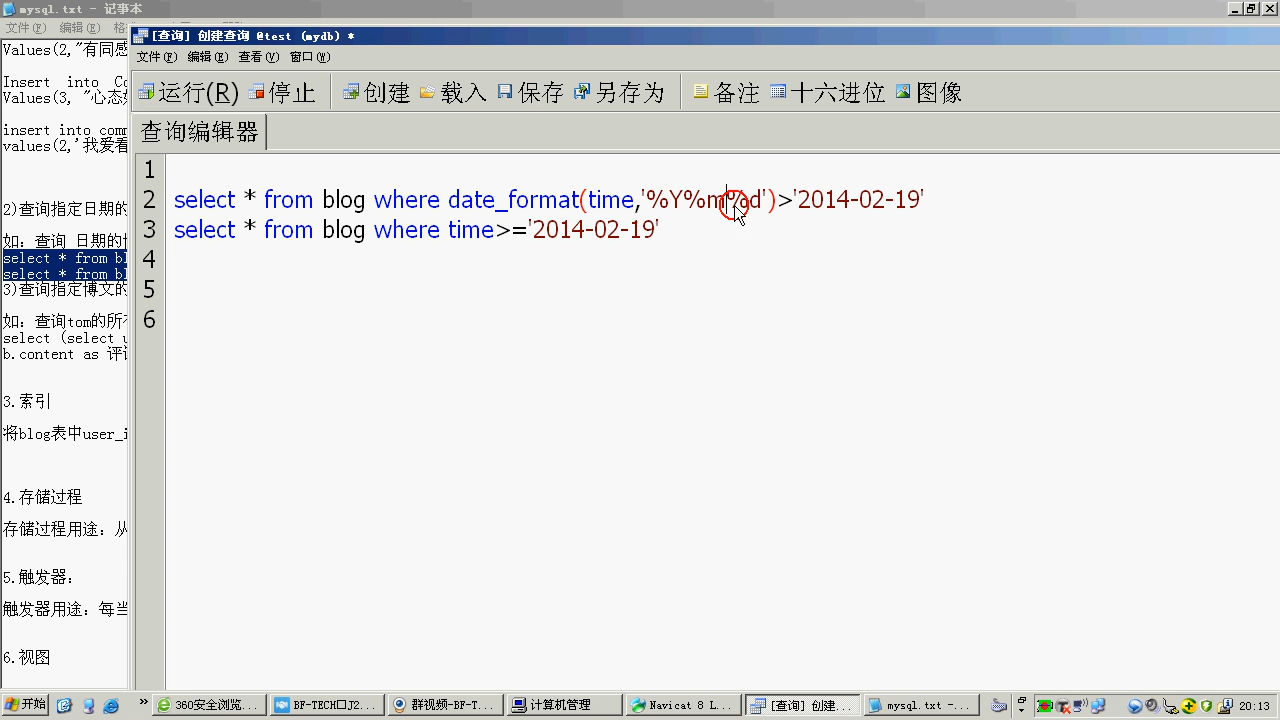 mysql.txt - 记事本
文件(F) 编辑(E) 格
[查询] 创建查询 @test (mydb) *
文件(F) 编辑(E) 查看(V) 窗口(W)
运行(R) 停止 创建 载入 保存 另存为 备注 十六进位 图像
查询编辑器
1
2 select * from blog where date_format(time,'%Y%m%d')>'2014-02-19'
3 select * from blog where time>='2014-02-19'
4
5
6
Values(2,"有同感
Insert into Co
Values(3, "心态
insert into comm
values(2,'我爱看
2)查询指定日期的
如: 查询 日期的
select * from bl
select * from bl
3)查询指定博文的
如: 查询tom的所
select (select u
b.content as 评
3.索引
将blog表中user_i
4.存储过程
存储过程用途: 从
5.触发器:
触发器用途: 每当
6.视图
开始 » 360安全浏览... BF-TECH口J2... 群视频-BF-T... 计算机管理 Navicat 8 L... [查询] 创建... mysql.txt -... 20:13